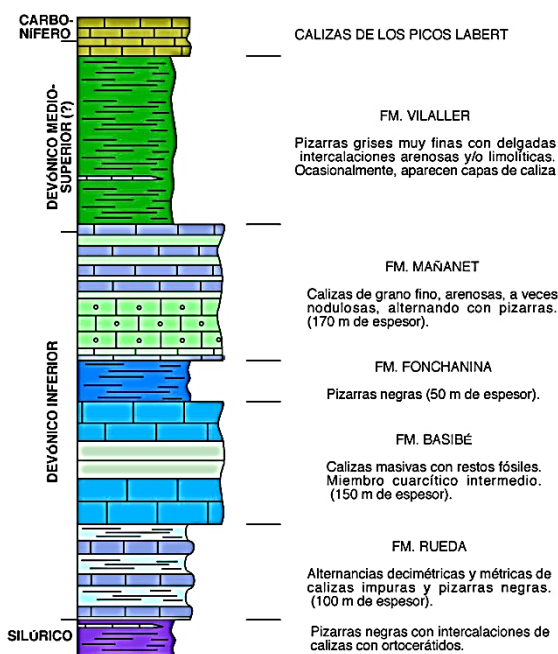 CARBO-
NÍFERO
CALIZAS DE LOS PICOS LABERT
DEVÓNICO MEDIO-
SUPERIOR (?)
FM. VILALLER
Pizarras grises muy finas con delgadas
intercalaciones arenosas y/o limolíticas.
Ocasionalmente, aparecen capas de caliza
DEVÓNICO INFERIOR
FM. MAÑANET
Calizas de grano fino, arenosas, a veces
nodulosas, alternando con pizarras.
(170 m de espesor).
FM. FONCHANINA
Pizarras negras (50 m de espesor).
FM. BASIBÉ
Calizas masivas con restos fósiles.
Miembro cuarcítico intermedio.
(150 m de espesor).
FM. RUEDA
Alternancias decimétricas y métricas de
calizas impuras y pizarras negras.
(100 m de espesor).
SILÚRICO
Pizarras negras con intercalaciones de
calizas con ortocerátidos.